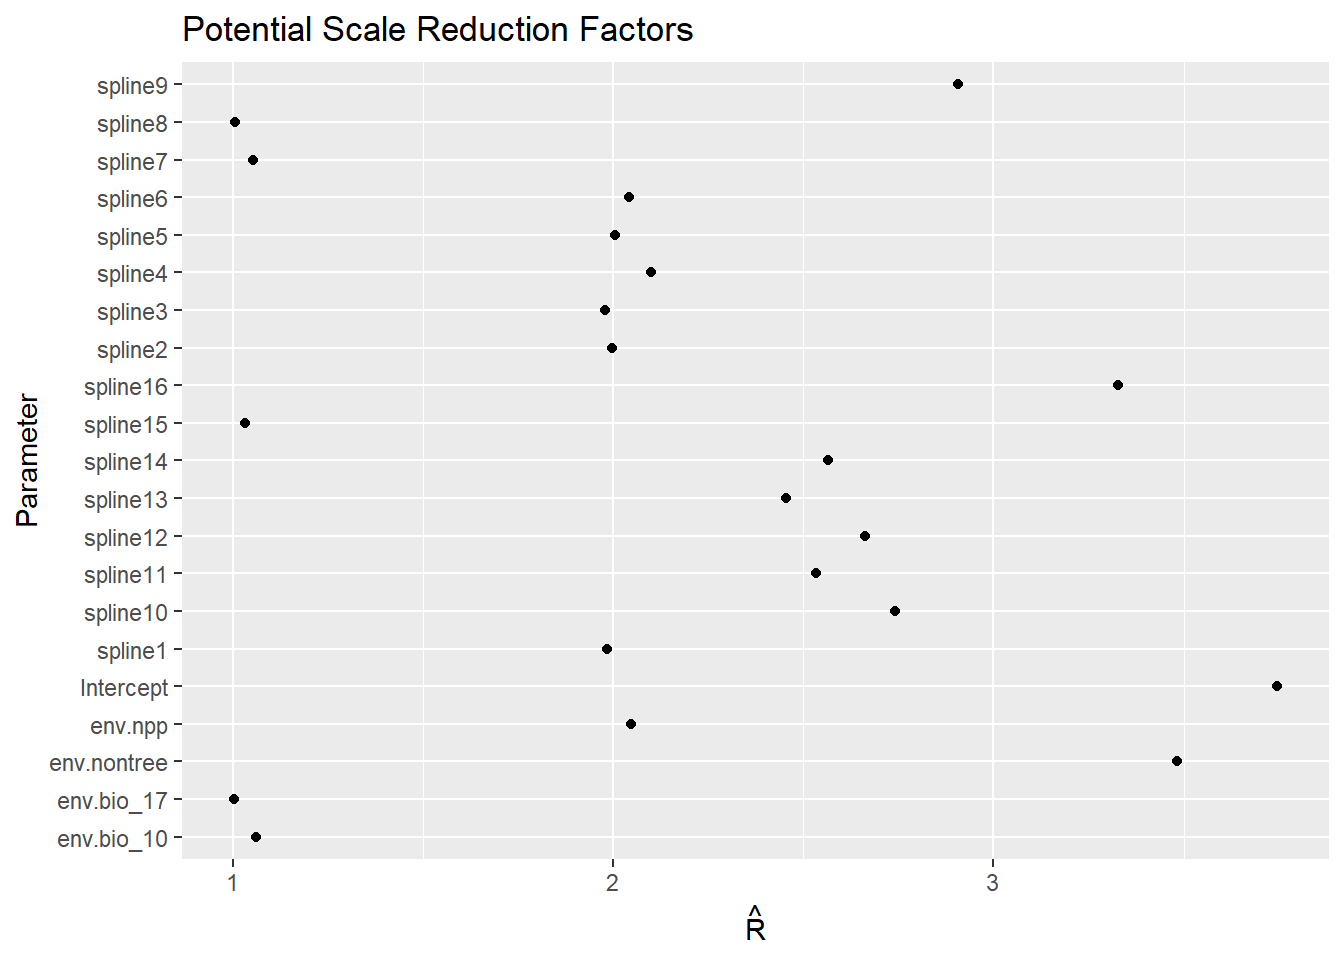 Potential Scale Reduction Factors
spline9
spline8
spline7
spline6
spline5
spline4
spline3
spline2
spline16
spline15
spline14
spline13
spline12
spline11
spline10
spline1
Intercept
env.npp
env.nontree
env.bio_17
env.bio_10
Parameter
1 2 3
R̂